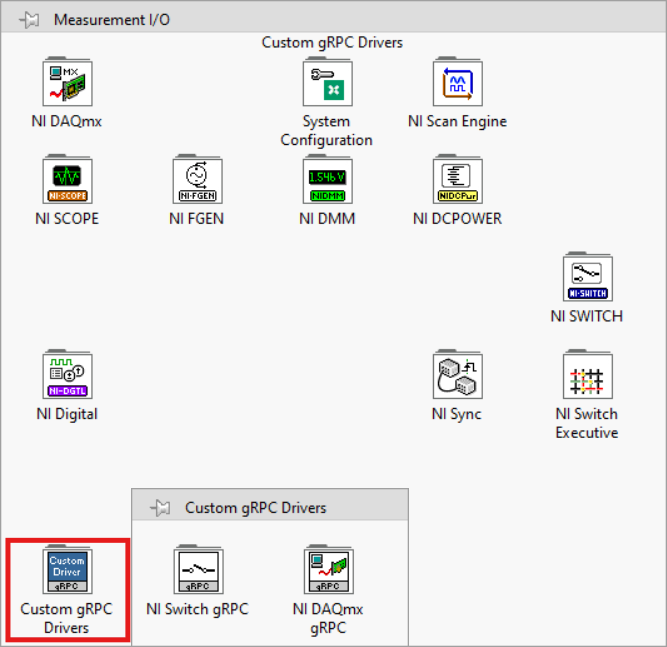 Measurement I/O
Custom gRPC Drivers
MX
NI DAQmx
System
Configuration
NI Scan Engine
NI-SCOPE
NI-FGEN
1.546 V
NIDMM
NIDCPwr
NI SCOPE
NI FGEN
NI DMM
NI DCPOWER
NI-SWITCH
NI SWITCH
NI-DGTL
NI Digital
NI Sync
NI Switch
Executive
Custom gRPC Drivers
Custom
Driver
gRPC
gRPC
gRPC
Custom gRPC
Drivers
NI Switch gRPC
NI DAQmx
gRPC